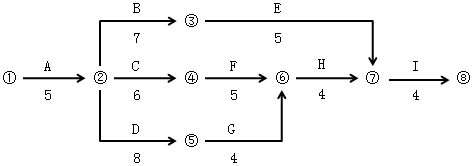 B E
7 ③ 5
A C F H I
① ② ④ ⑥ ⑦ ⑧
5 6 5 4 4
D G
8 ⑤ 4